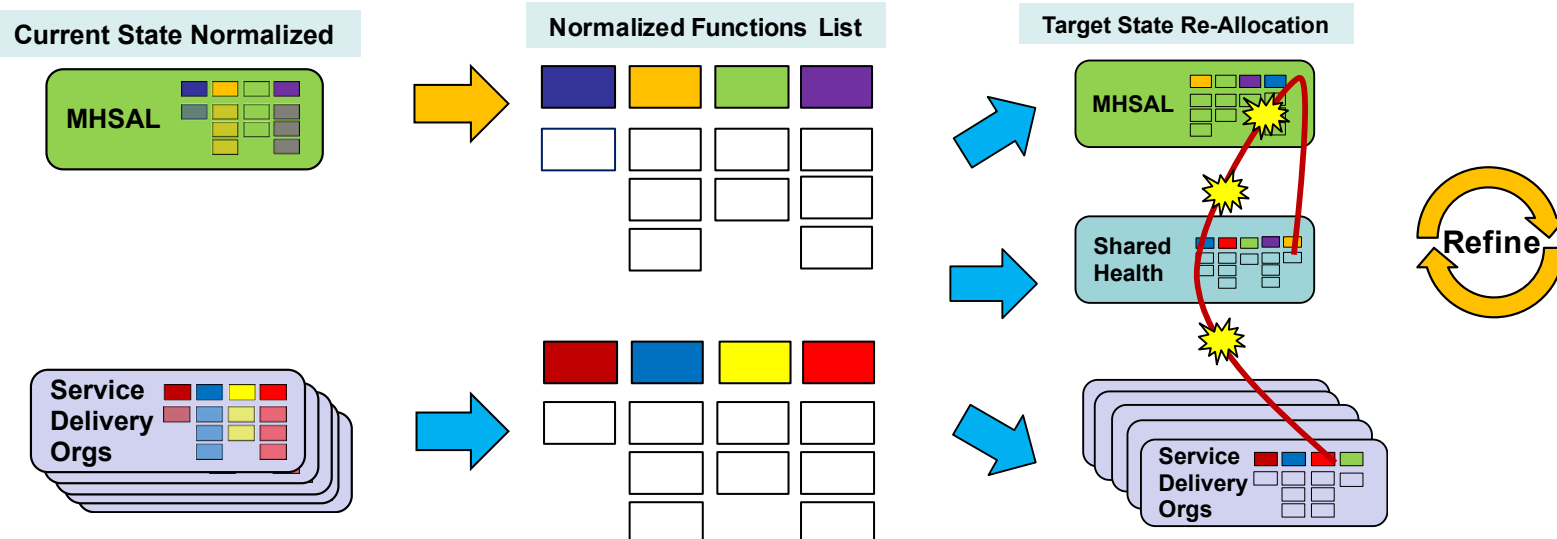 Current State Normalized
Normalized Functions List
Target State Re-Allocation
MHSAL
MHSAL
Shared
Health
Refine
Service
Delivery
Orgs
Service
Delivery
Orgs